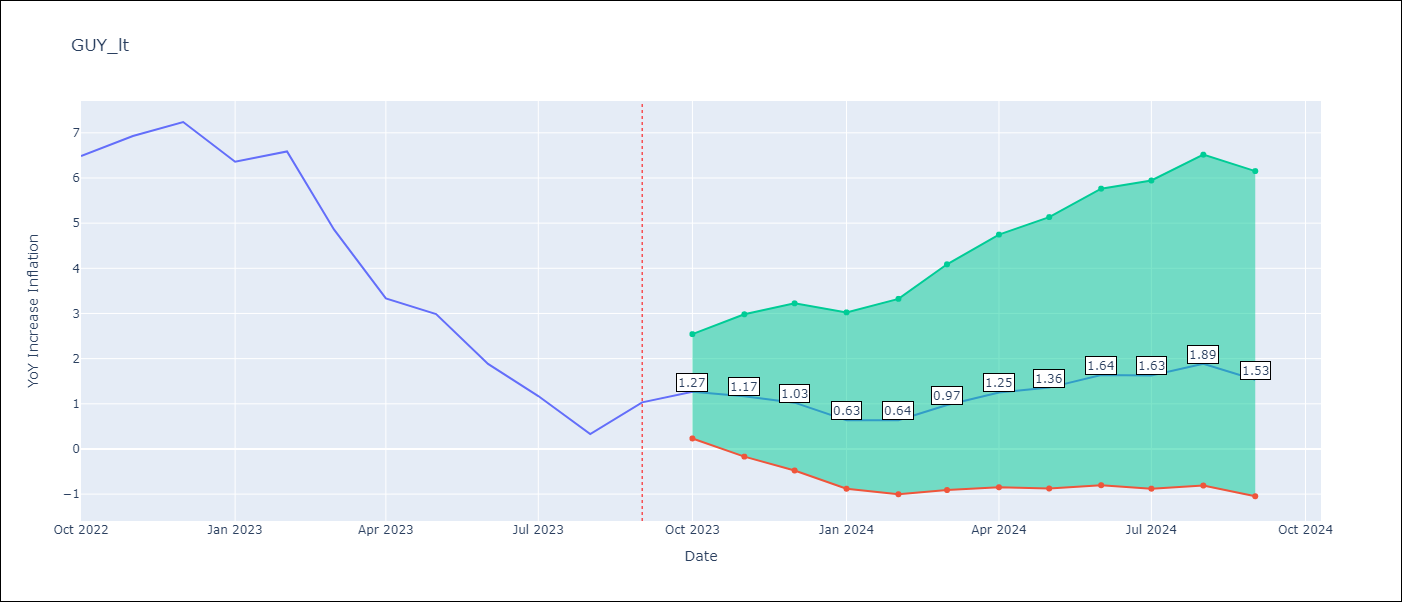 GUY_lt
YoY Increase Inflation
7
6
5
4
3
2
1
0
−1
1.27
1.17
1.03
0.63
0.64
0.97
1.25
1.36
1.64
1.63
1.89
1.53
Oct 2022
Jan 2023
Apr 2023
Jul 2023
Oct 2023
Jan 2024
Apr 2024
Jul 2024
Oct 2024
Date